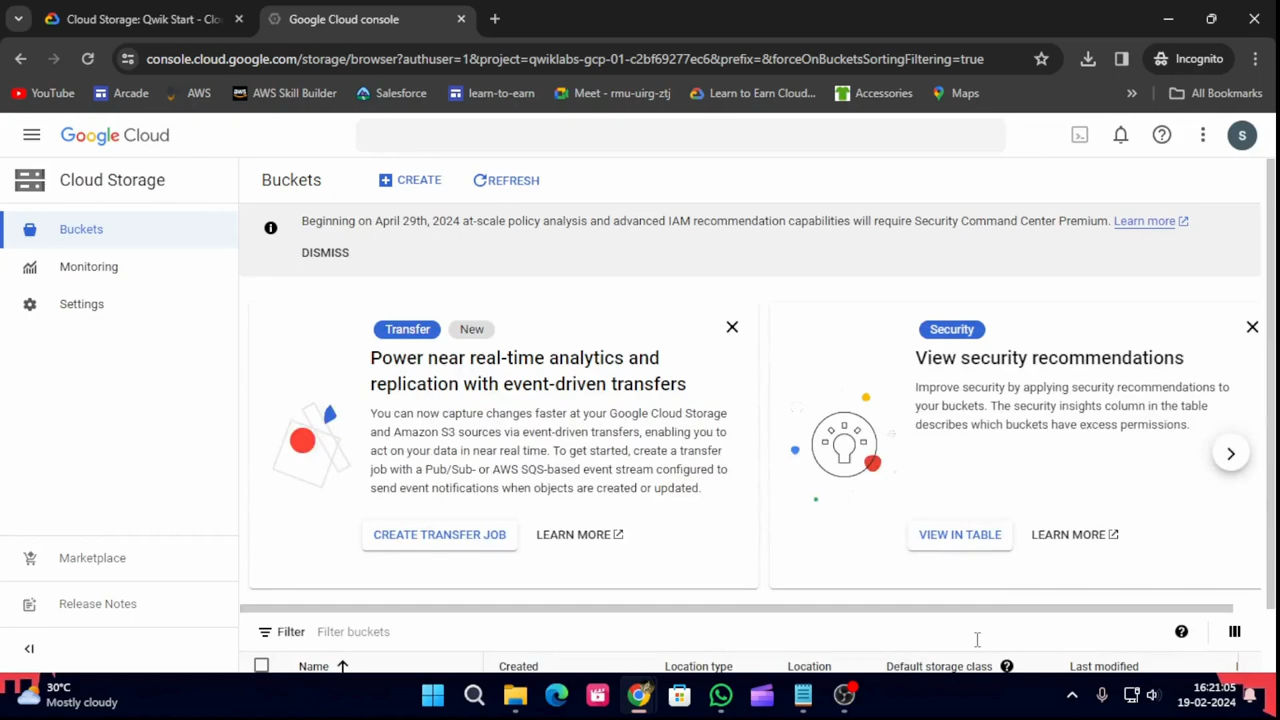 Cloud Storage: Qwik Start - Clo
Google Cloud console
console.cloud.google.com/storage/browser?authuser=1&project=qwiklabs-gcp-01-c2bf69277ec6&prefix=&forceOnBucketsSortingFiltering=true
Incognito
YouTube
Arcade
AWS
AWS Skill Builder
Salesforce
learn-to-earn
Meet - rmu-uirg-ztj
Learn to Earn Cloud...
Accessories
Maps
All Bookmarks
Google Cloud
S
Cloud Storage
Buckets
CREATE
REFRESH
Buckets
Monitoring
Settings
Marketplace
Release Notes
Beginning on April 29th, 2024 at-scale policy analysis and advanced IAM recommendation capabilities will require Security Command Center Premium. Learn more
DISMISS
Transfer
New
Power near real-time analytics and
replication with event-driven transfers
You can now capture changes faster at your Google Cloud Storage
and Amazon S3 sources via event-driven transfers, enabling you to
act on your data in near real time. To get started, create a transfer
job with a Pub/Sub- or AWS SQS-based event stream configured to
send event notifications when objects are created or updated.
CREATE TRANSFER JOB
LEARN MORE
Security
View security recommendations
Improve security by applying security recommendations to
your buckets. The security insights column in the table
describes which buckets have excess permissions.
VIEW IN TABLE
LEARN MORE
Filter
Filter buckets
Name
Created
Location type
Location
Default storage class
Last modified
30°C
Mostly cloudy
16:21:05
19-02-2024